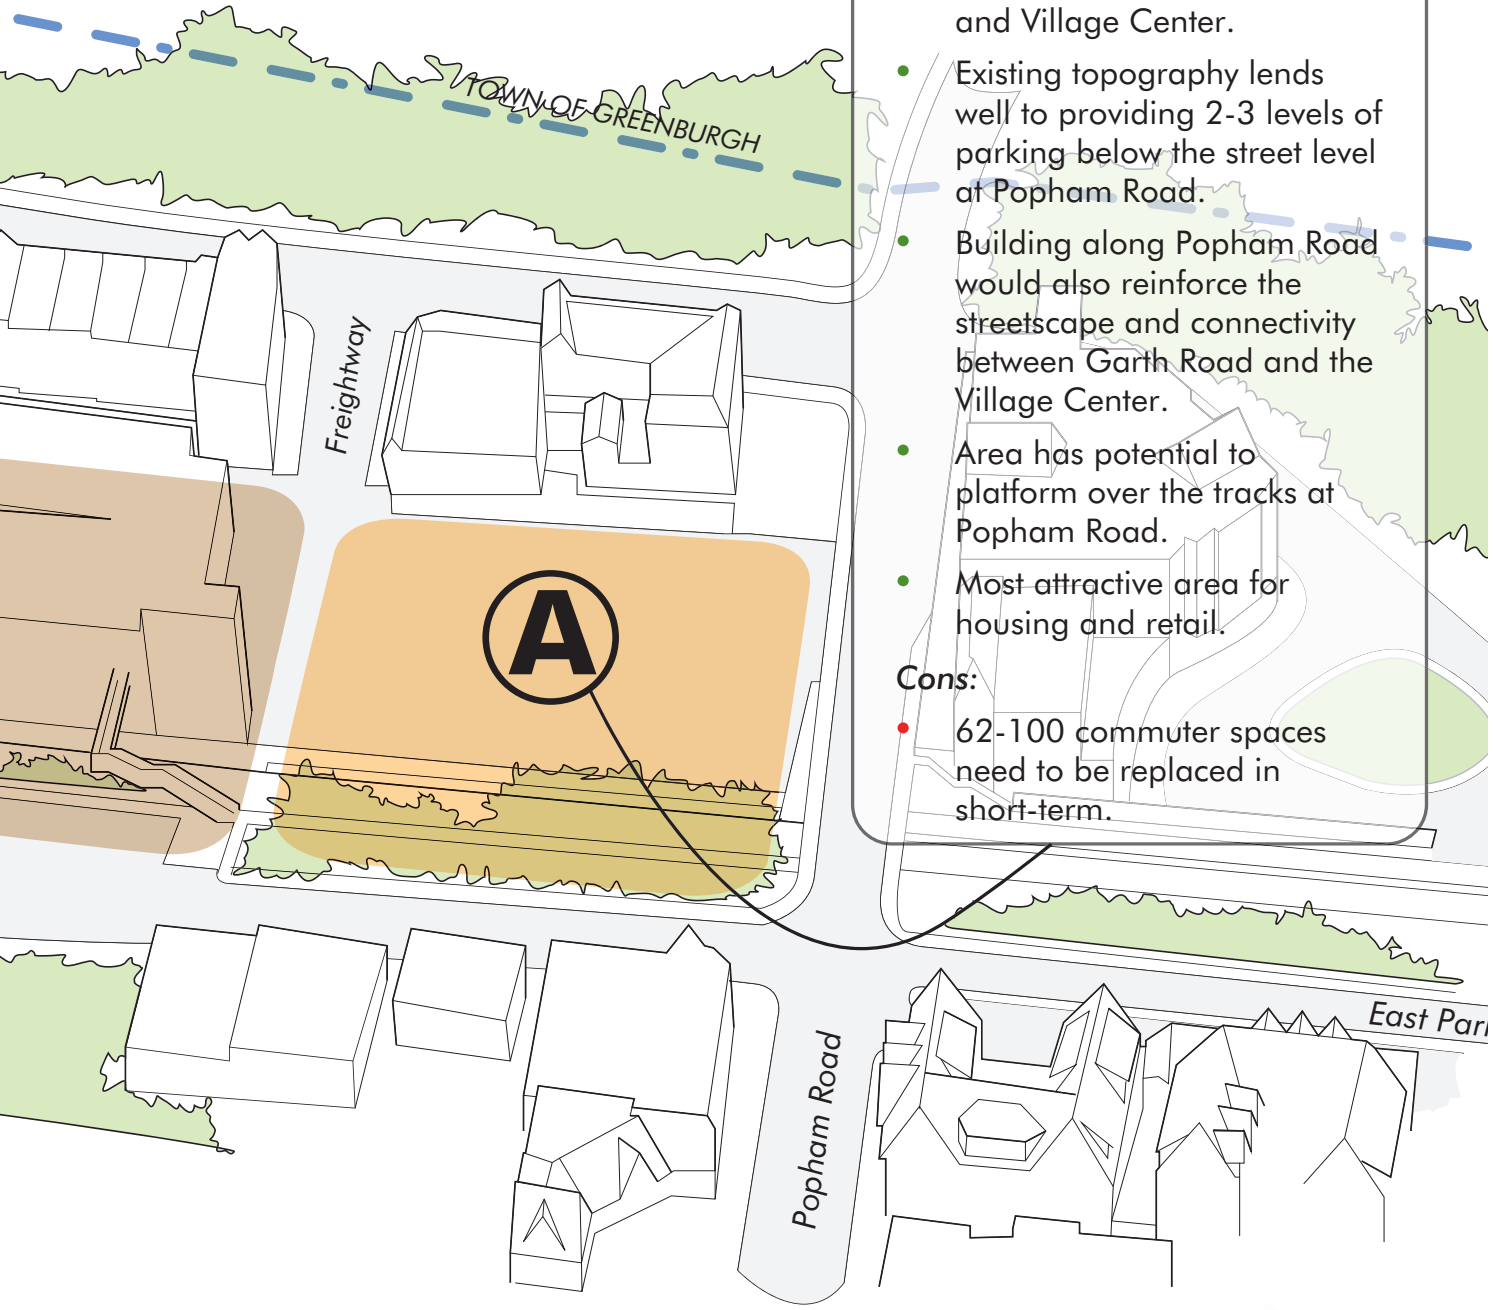 TOWN OF GREENBURGH
Freightway
A
and Village Center.
• Existing topography lends
well to providing 2-3 levels of
parking below the street level
at Popham Road.
• Building along Popham Road
would also reinforce the
streetscape and connectivity
between Garth Road and the
Village Center.
• Area has potential to
platform over the tracks at
Popham Road.
• Most attractive area for
housing and retail.
Cons:
• 62-100 commuter spaces
need to be replaced in
short-term.
East Par
Popham Road